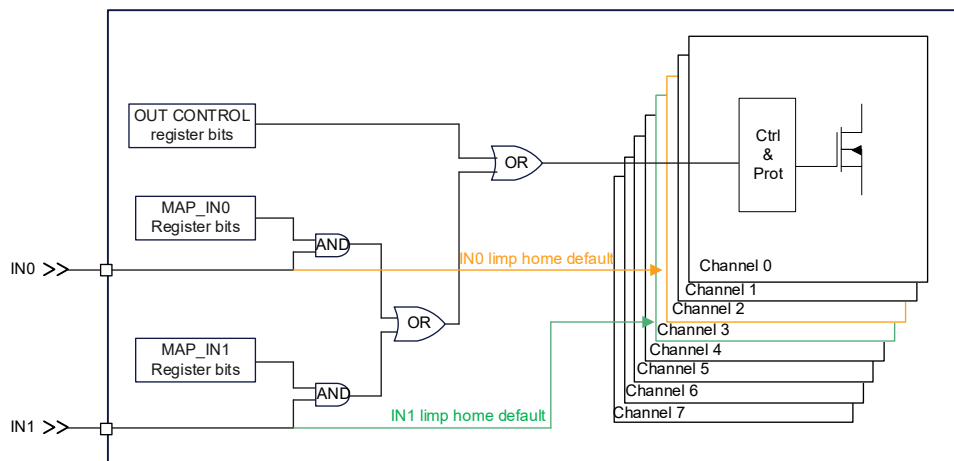 OUT CONTROL
register bits
OR
Ctrl
&
Prot
MAP_IN0
Register bits
AND
IN0
IN0 limp home default
Channel 0
Channel 1
Channel 2
Channel 3
OR
MAP_IN1
Register bits
Channel 4
Channel 5
AND
Channel 6
IN1 limp home default
Channel 7
IN1